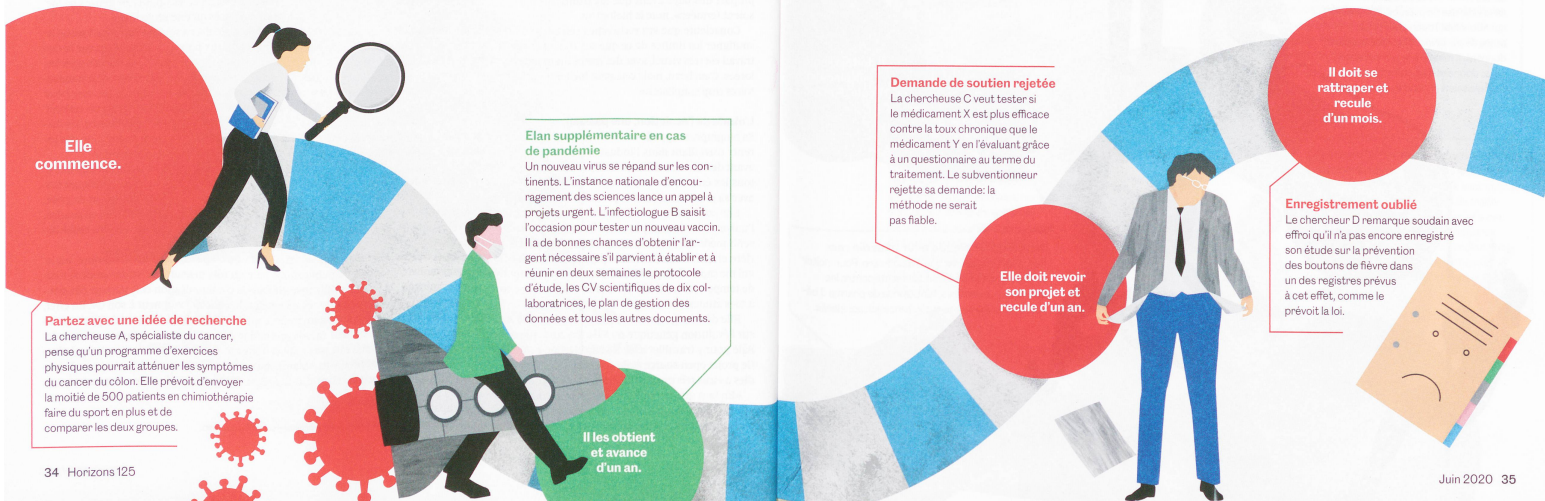 Elle
commence.
Partez avec une idée de recherche
La chercheuse A, spécialiste du cancer,
pense qu'un programme d'exercices
physiques pourrait atténuer les symptômes
du cancer du côlon. Elle prévoit d'envoyer
la moitié de 500 patients en chimiothérapie
faire du sport en plus et de
comparer les deux groupes.
34 Horizons 125
Elan supplémentaire en cas
de pandémie
Un nouveau virus se répand sur les con-
tinents. L'instance nationale d'encou-
ragement des sciences lance un appel à
projets urgent. L'infectiologue B saisit
l'occasion pour tester un nouveau vaccin.
Il a de bonnes chances d'obtenir l'ar-
gent nécessaire s'il parvient à établir et à
réunir en deux semaines le protocole
d'étude, les CV scientifiques de dix col-
laboratrices, le plan de gestion des
données et tous les autres documents.
Il les obtient
et avance
d'un an.
Demande de soutien rejetée
La chercheuse C veut tester si
le médicament X est plus efficace
contre la toux chronique que le
médicament Y en l'évaluant grâce
à un questionnaire au terme du
traitement. Le subventionneur
rejette sa demande: la
méthode ne serait
pas fiable.
Elle doit revoir
son projet et
recule d'un an.
Il doit se
rattraper et
recule
d'un mois.
Enregistrement oublié
Le chercheur D remarque soudain avec
effroi qu'il n'a pas encore enregistré
son étude sur la prévention
des boutons de fièvre dans
un des registres prévus
à cet effet, comme le
prévoit la loi.
Juin 2020 35